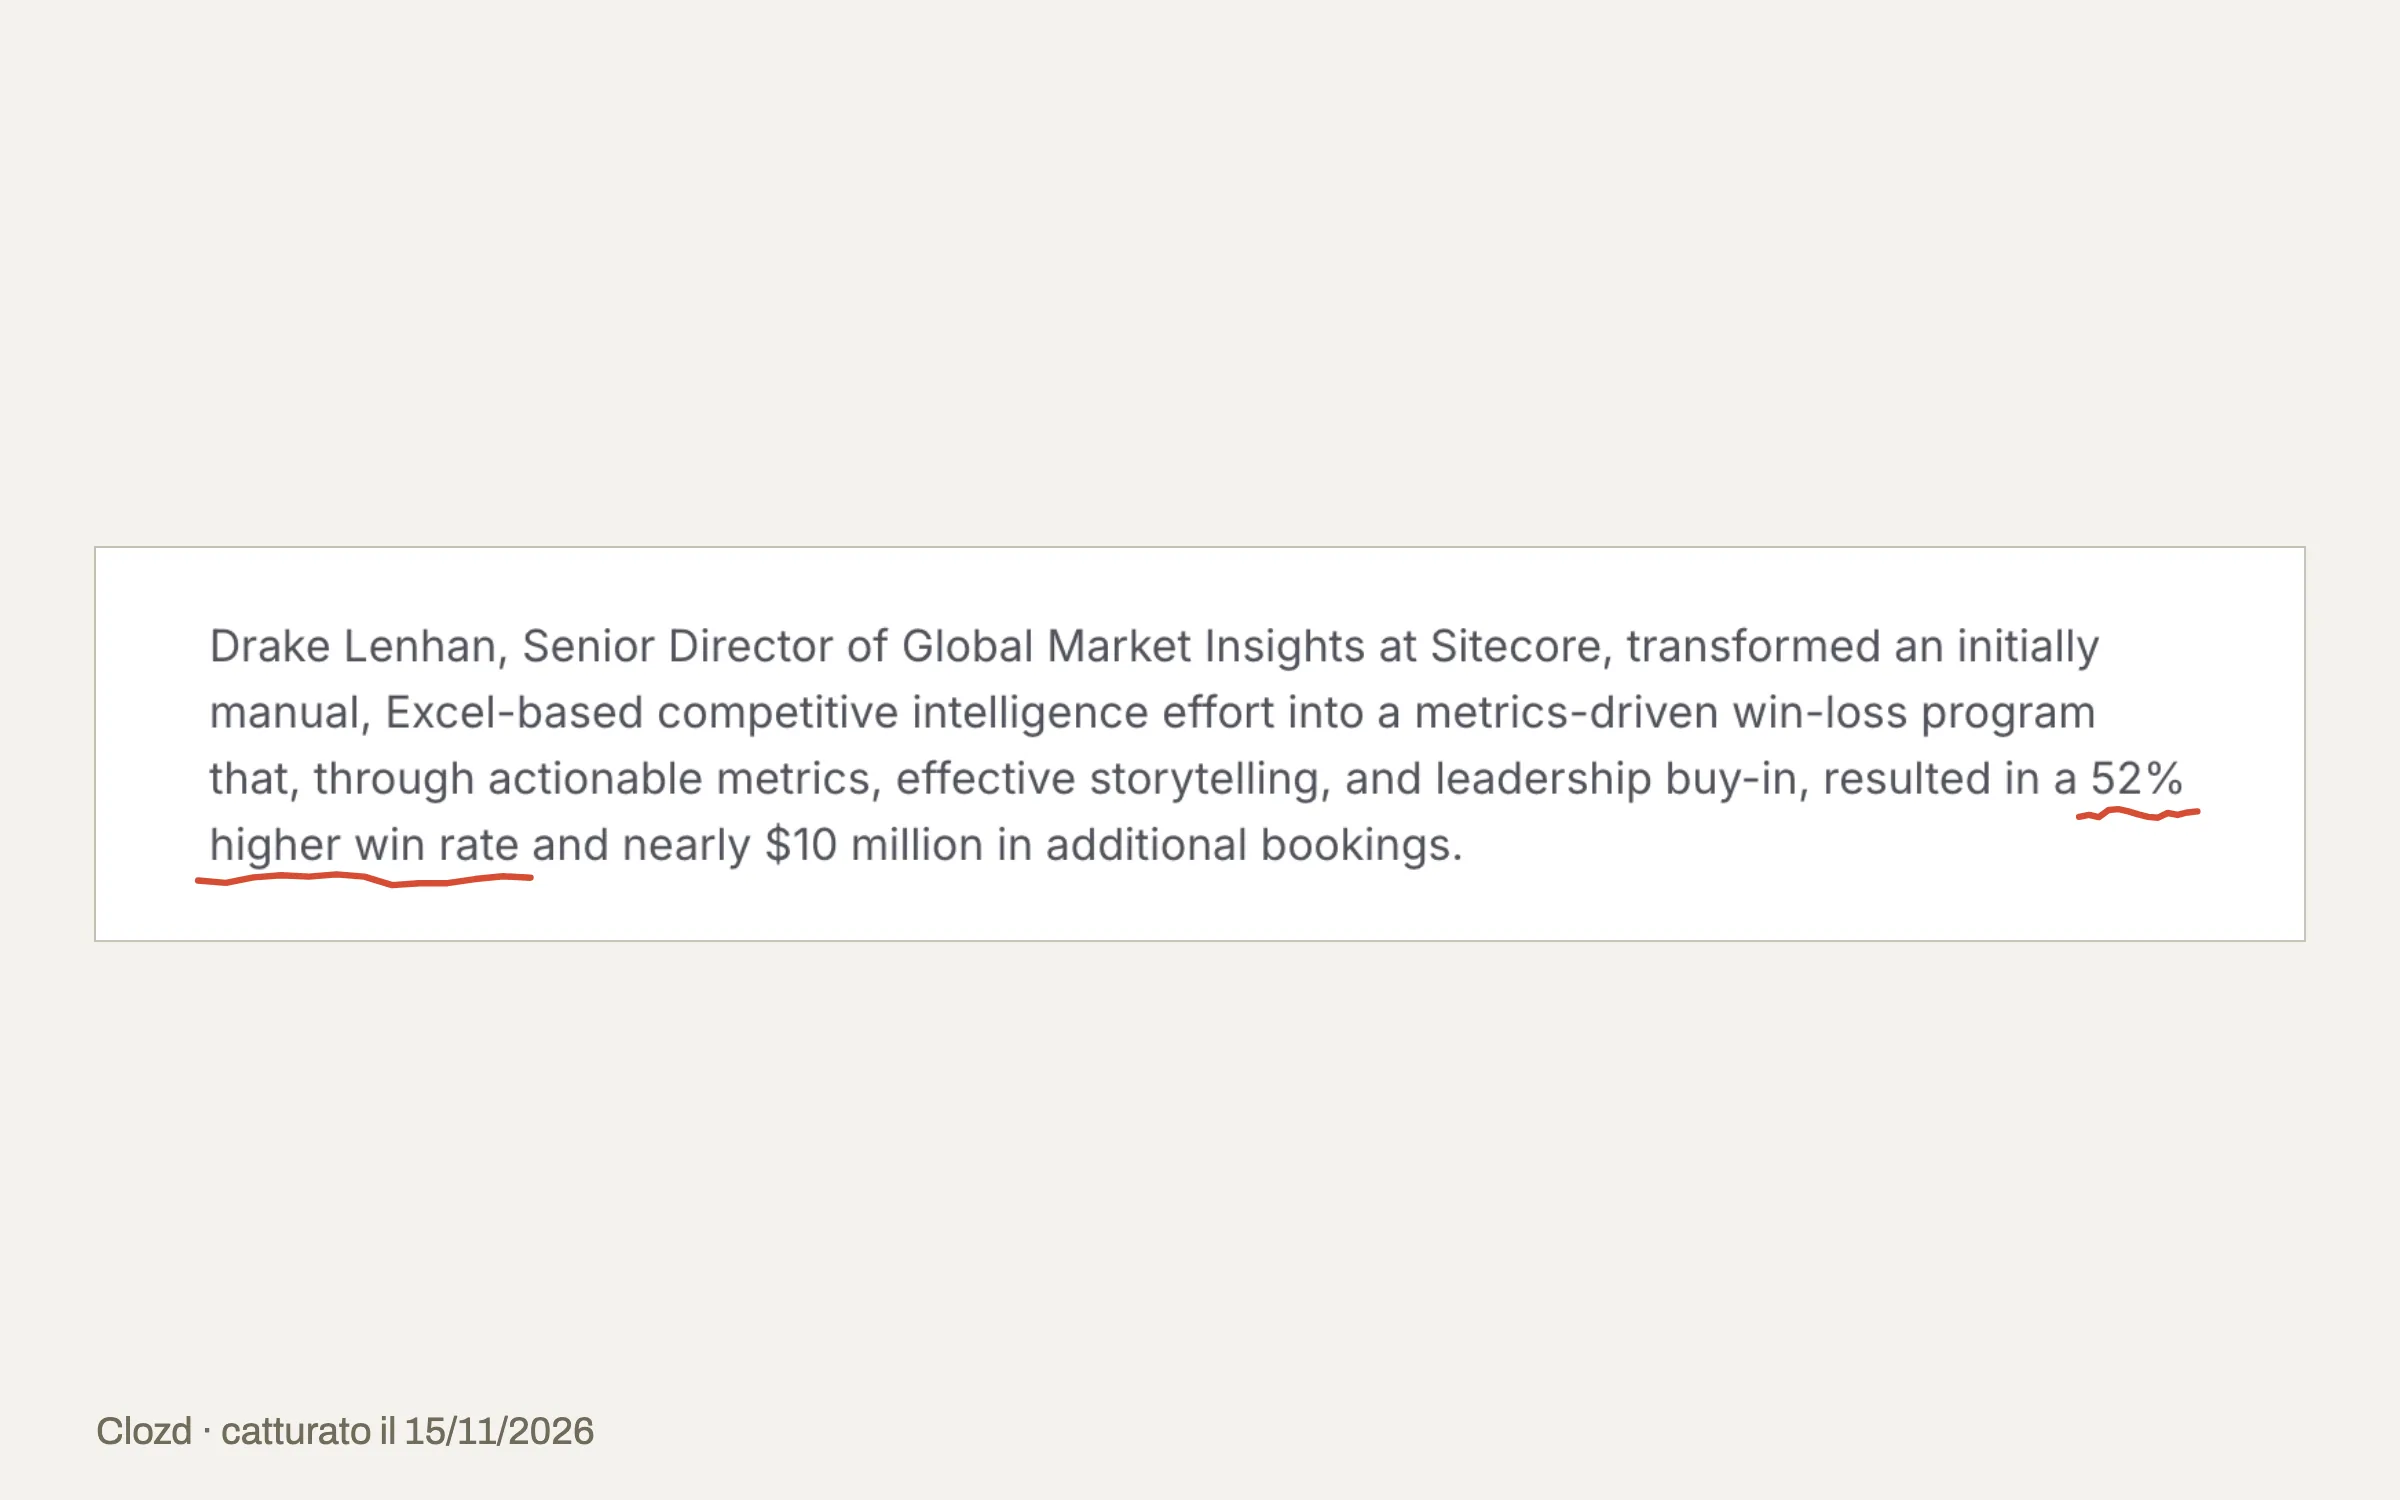 Drake Lenhan, Senior Director of Global Market Insights at Sitecore, transformed an initially
manual, Excel-based competitive intelligence effort into a metrics-driven win-loss program
that, through actionable metrics, effective storytelling, and leadership buy-in, resulted in a 52%
higher win rate and nearly $10 million in additional bookings.
Clozd · catturato il 15/11/2026